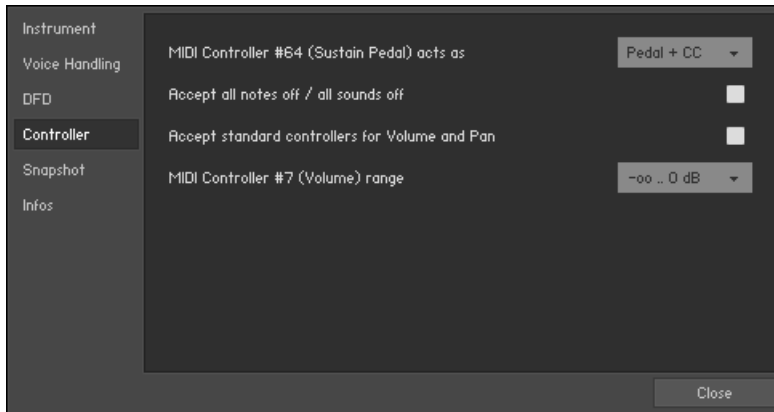 Instrument
Voice Handling
DFD
Controller
Snapshot
Infos
MIDI Controller #64 (Sustain Pedal) acts as Pedal + CC
Accept all notes off / all sounds off
Accept standard controllers for Volume and Pan
MIDI Controller #7 (Volume) range -oo .. 0 dB
Close